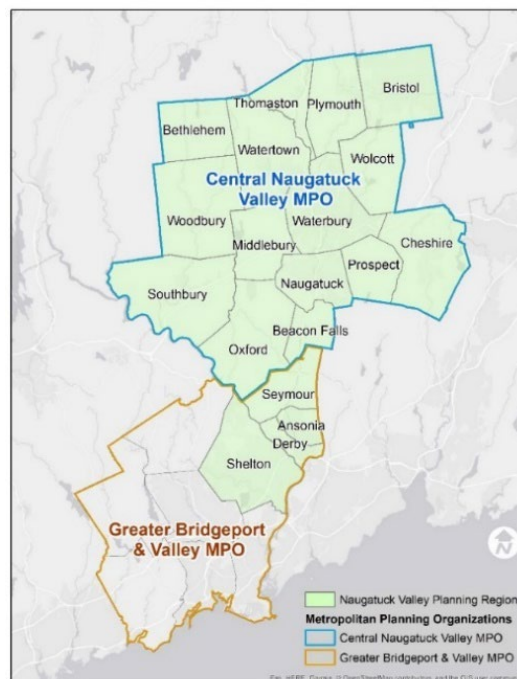 Bristol
Plymouth
Thomaston
Bethlehem
Watertown
Wolcott
Central Naugatuck
Valley MPO
Woodbury
Waterbury
Middlebury
Cheshire
Prospect
Naugatuck
Southbury
Beacon Falls
Oxford
Seymour
Ansonia
Derby
Shelton
Greater Bridgeport
& Valley MPO
N
Naugatuck Valley Planning Region
Metropolitan Planning Organizations
Central Naugatuck Valley MPO
Greater Bridgeport & Valley MPO